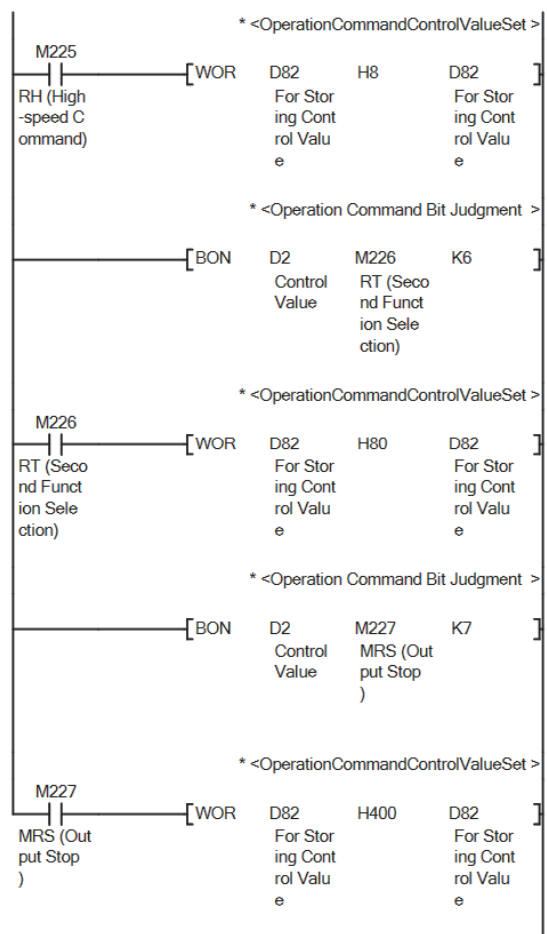 * <OperationCommandControlValueSet >
M225
[ WOR D82 H8 D82 ]
RH (High For Stor For Stor
-speed C ing Cont ing Cont
ommand) rol Valu rol Valu
e e
* <Operation Command Bit Judgment >
[ BON D2 M226 K6 ]
Control RT (Seco
Value nd Funct
ion Sele
ction)
* <OperationCommandControlValueSet >
M226
[ WOR D82 H80 D82 ]
RT (Seco For Stor For Stor
nd Funct ing Cont ing Cont
ion Sele rol Valu rol Valu
ction) e e
* <Operation Command Bit Judgment >
[ BON D2 M227 K7 ]
Control MRS (Out
Value put Stop
)
* <OperationCommandControlValueSet >
M227
[ WOR D82 H400 D82 ]
MRS (Out For Stor For Stor
put Stop ing Cont ing Cont
) rol Valu rol Valu
e e